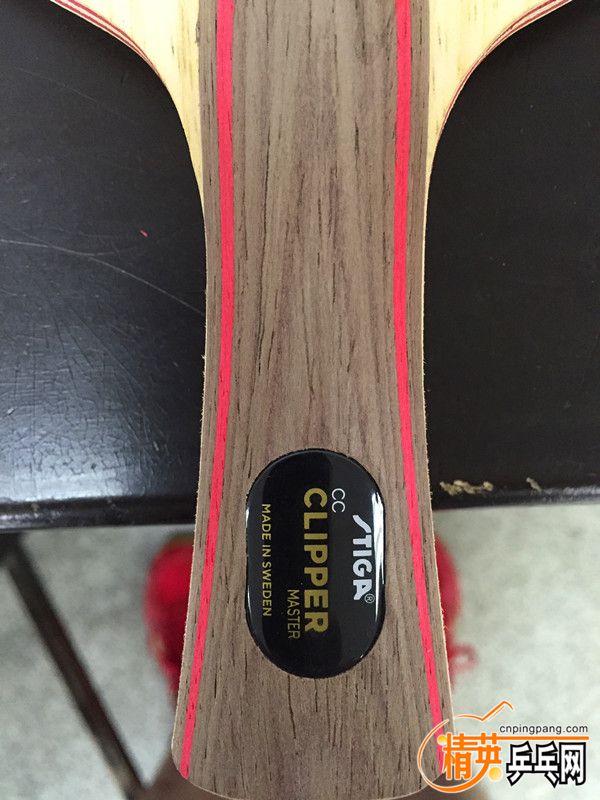 STIGA®
CC
CLIPPER
MASTER
MADE IN SWEDEN
cnpingpang.com
精英乒乓网